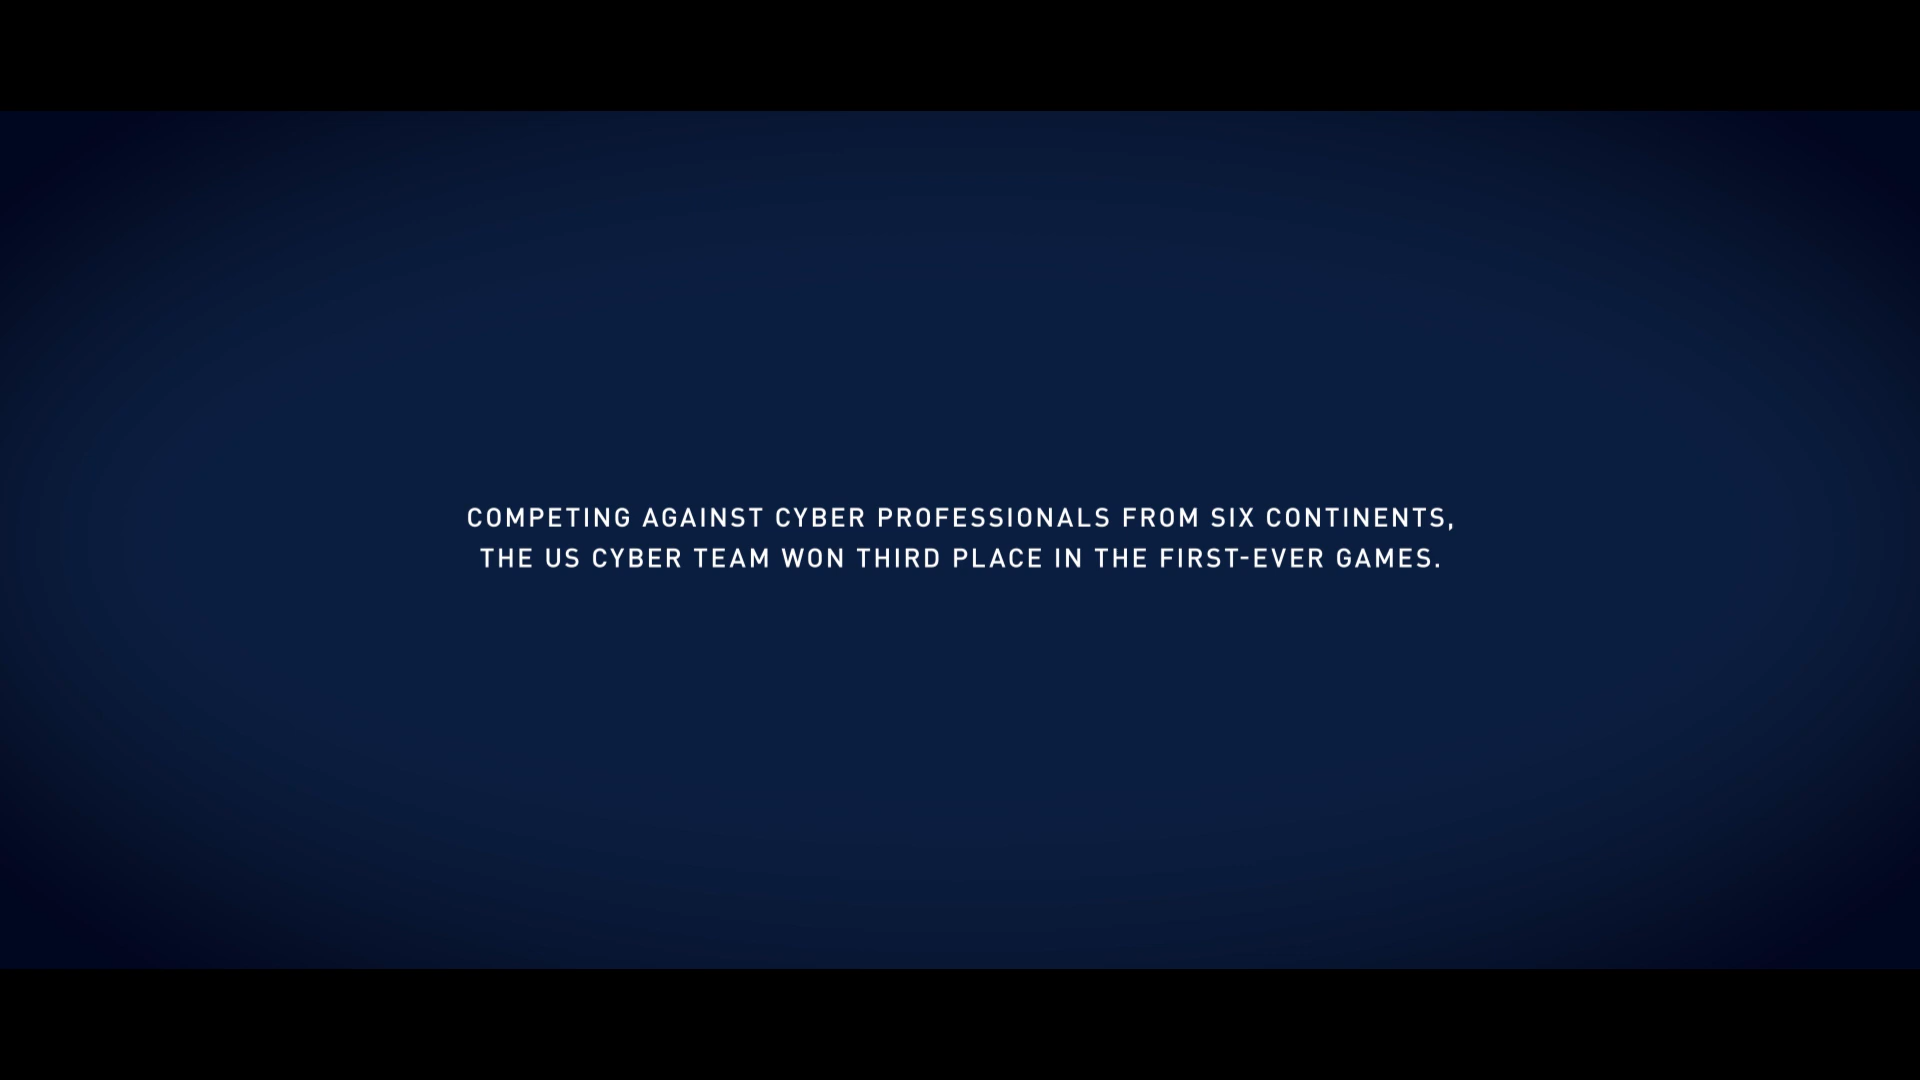 COMPETING AGAINST CYBER PROFESSIONALS FROM SIX CONTINENTS,
THE US CYBER TEAM WON THIRD PLACE IN THE FIRST-EVER GAMES.